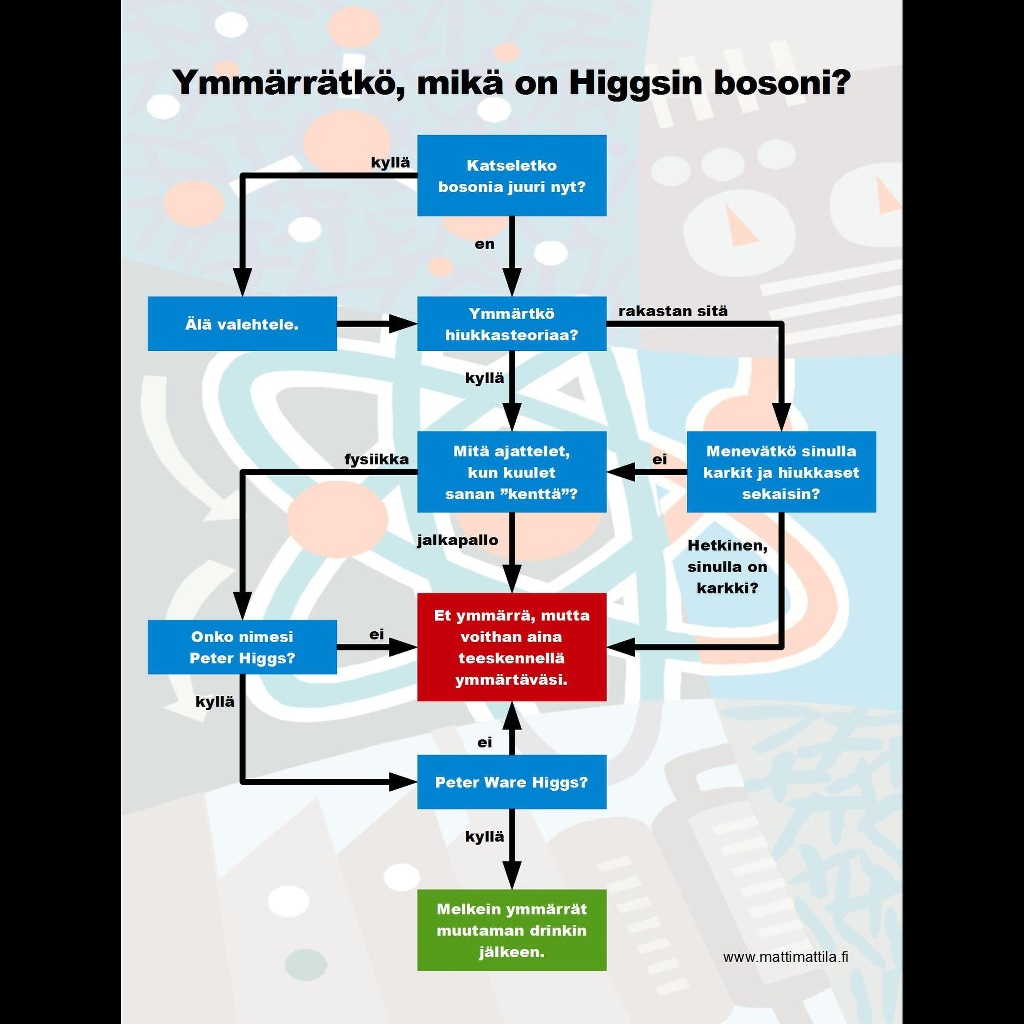 Ymmärrätkö, mikä on Higgsin bosoni?
kyllä
Katseletko
bosonia juuri nyt?
en
Älä valehtele.
Ymmärtkö
hiukkasteoriaa?
rakastan sitä
kyllä
fysiikka
Mitä ajattelet,
kun kuulet
sanan ”kenttä”?
ei
Menevätkö sinulla
karkit ja hiukkaset
sekaisin?
jalkapallo
Hetkinen,
sinulla on
karkki?
Onko nimesi
Peter Higgs?
ei
Et ymmärrä, mutta
voithan aina
teeskennellä
ymmärtäväsi.
kyllä
ei
Peter Ware Higgs?
kyllä
Melkein ymmärrät
muutaman drinkin
jälkeen.
www.mattimattila.fi